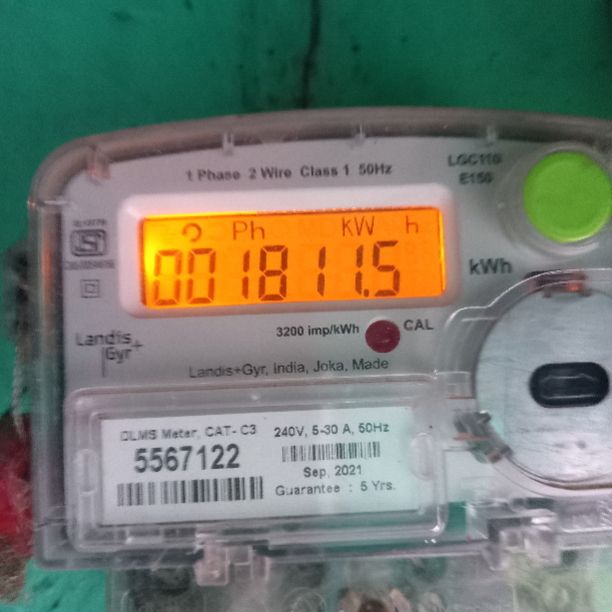 1 Phase 2 Wire Class 1 50Hz
LGC110
E150
Ph kW h
001811.5
kWh
3200 imp/kWh
CAL
Landis
Gyr+
Landis+Gyr, India, Joka, Made
DLMS Meter, CAT- C3
5567122
240V, 5-30 A, 50Hz
Sep, 2021
Guarantee : 5 Yrs.